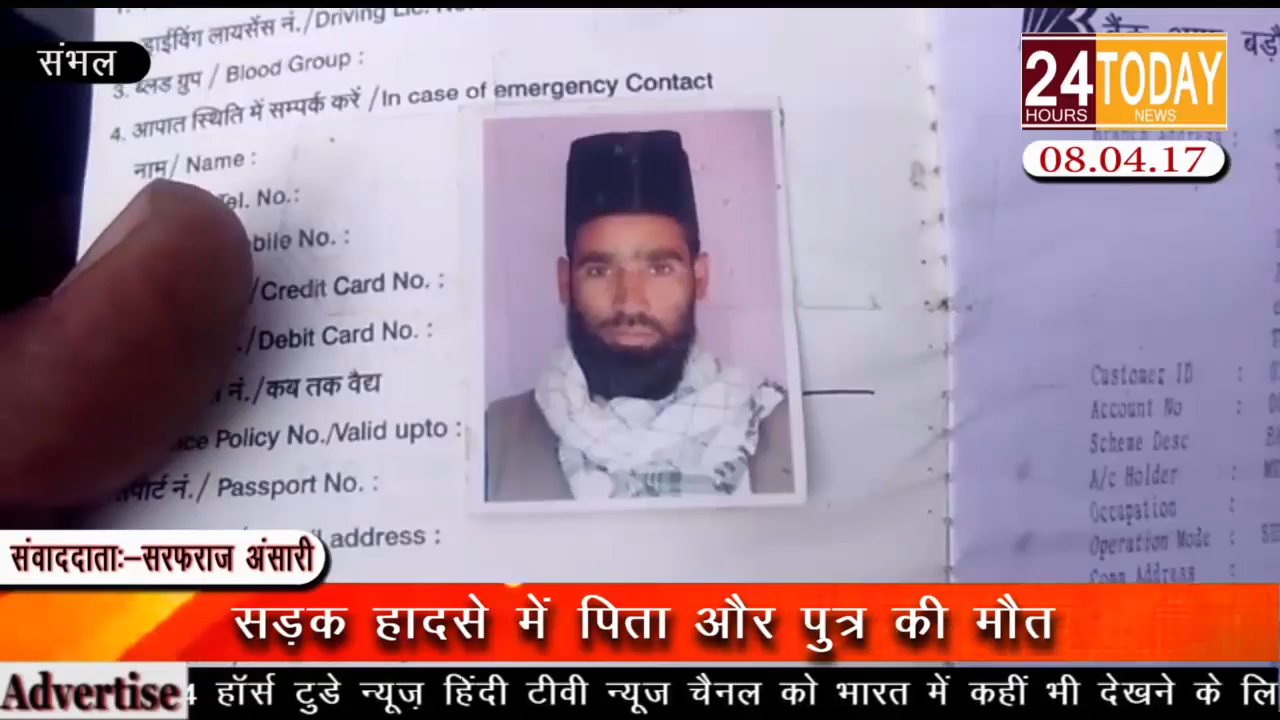 ड्राईविंग लायसेंस नं./Driving Lic. No.
3. ब्लड ग्रुप / Blood Group :
4. आपात स्थिति में सम्पर्क करें /In case of emergency Contact
नाम/ Name :
Tel. No.:
bile No. :
/Credit Card No. :
./Debit Card No. :
नं./कब तक वैद्य
Policy No./Valid upto :
नं./ Passport No. :
address :
संभल
24 TODAY
HOURS NEWS
08.04.17
Customer ID :
Account No :
Scheme Desc
A/c Holder :
Occupation :
Operation Mode :
Address :
संवाददाताः–सरफराज अंसारी
सड़क हादसे में पिता और पुत्र की मौत
Advertise 4 हॉर्स टुडे न्यूज़ हिंदी टीवी न्यूज चैनल को भारत में कहीं भी देखने के लि